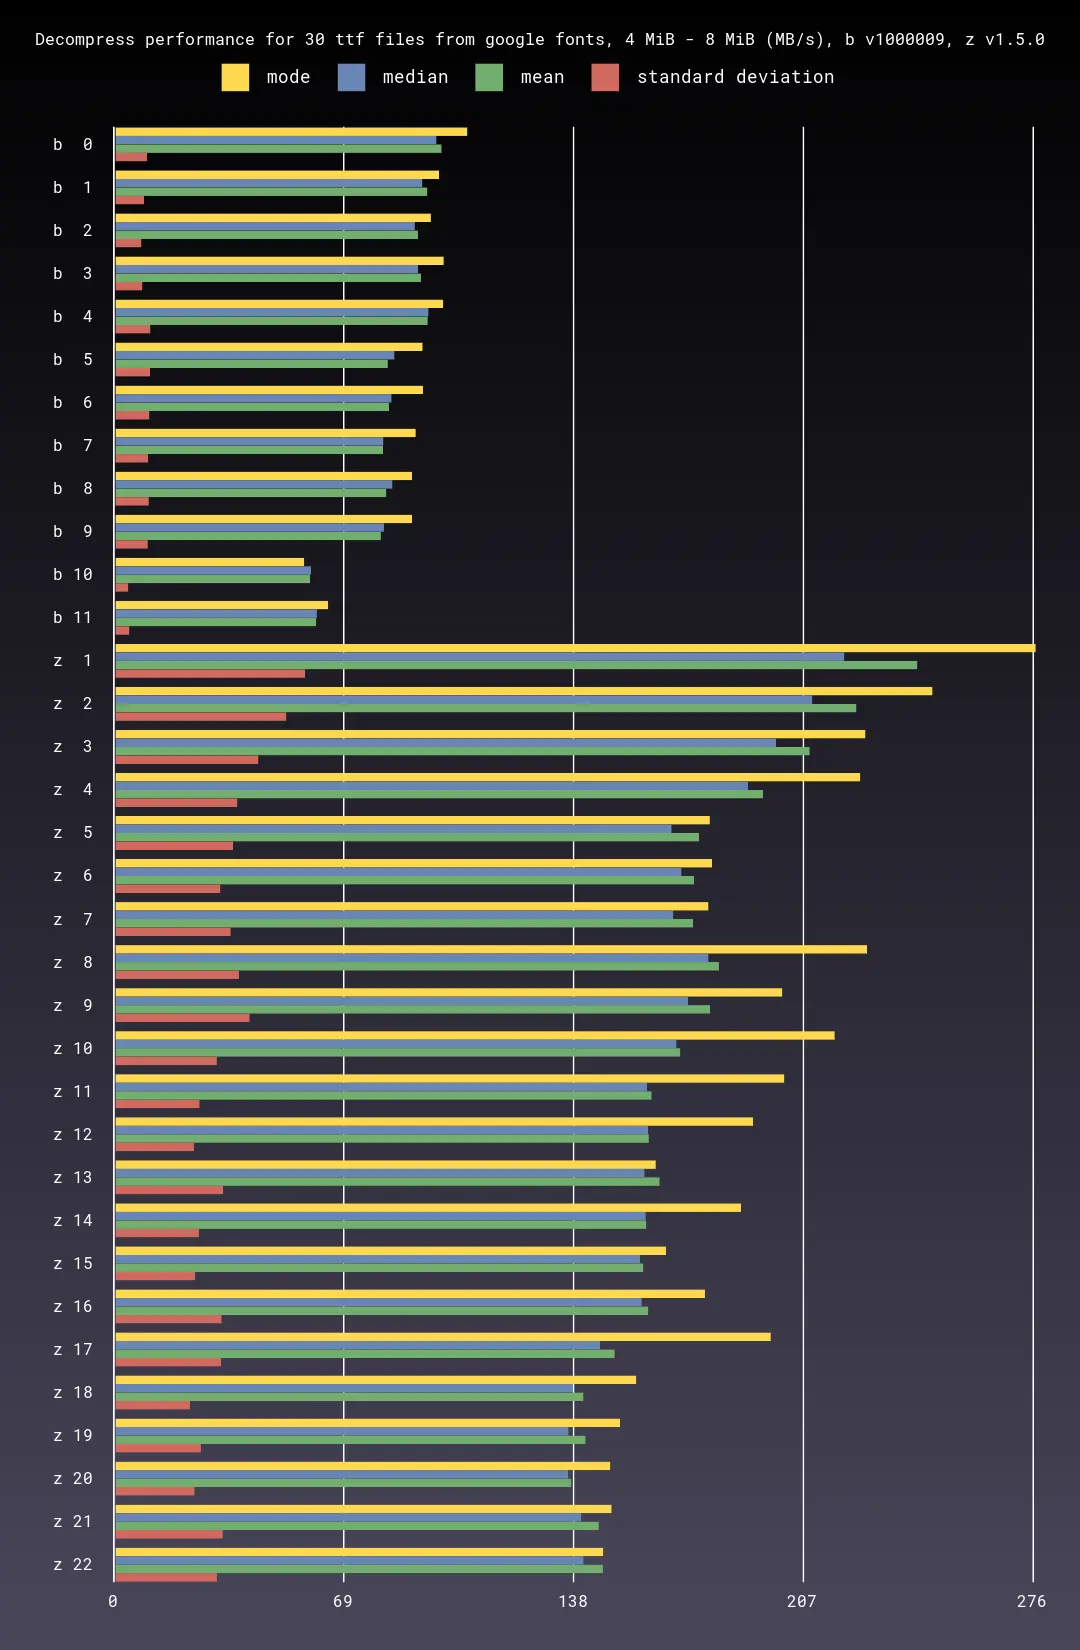 Decompress performance for 30 ttf files from google fonts, 4 MiB - 8 MiB (MB/s), b v1000009, z v1.5.0
mode median mean standard deviation
b 0
b 1
b 2
b 3
b 4
b 5
b 6
b 7
b 8
b 9
b 10
b 11
z 1
z 2
z 3
z 4
z 5
z 6
z 7
z 8
z 9
z 10
z 11
z 12
z 13
z 14
z 15
z 16
z 17
z 18
z 19
z 20
z 21
z 22
0 69 138 207 276